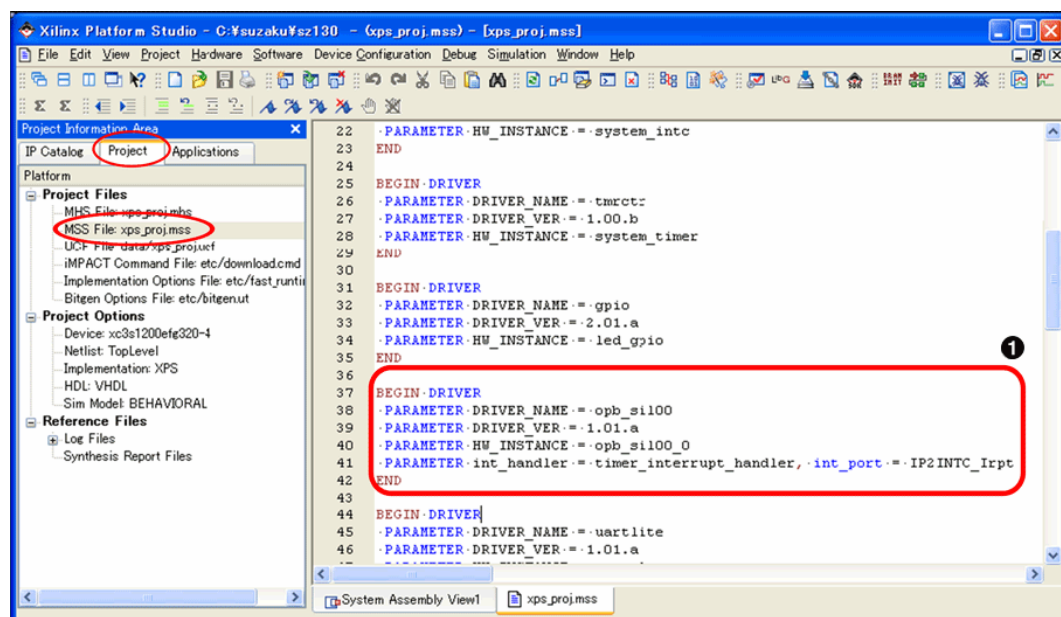 Xilinx Platform Studio - C:¥suzaku¥sz130 - (xps_proj.mss) - [xps_proj.mss]
File Edit View Project Hardware Software Device Configuration Debug Simulation Window Help
Project Information Area
IP Catalog Project Applications
Platform
Project Files
MHS File: xps_proj.mhs
MSS File: xps_proj.mss
UCF File: data/xps_proj.ucf
iMPACT Command File: etc/download.cmd
Implementation Options File: etc/fast_runti
Bitgen Options File: etc/bitgen.ut
Project Options
Device: xc3s1200efg320-4
Netlist: TopLevel
Implementation: XPS
HDL: VHDL
Sim Model: BEHAVIORAL
Reference Files
Log Files
Synthesis Report Files
22 ·PARAMETER·HW_INSTANCE·=·system_intc
23 END
24
25 BEGIN·DRIVER
26 ·PARAMETER·DRIVER_NAME·=·tmrctr
27 ·PARAMETER·DRIVER_VER·=·1.00.b
28 ·PARAMETER·HW_INSTANCE·=·system_timer
29 END
30
31 BEGIN·DRIVER
32 ·PARAMETER·DRIVER_NAME·=·gpio
33 ·PARAMETER·DRIVER_VER·=·2.01.a
34 ·PARAMETER·HW_INSTANCE·=·led_gpio
35 END
36
❶
37 BEGIN·DRIVER
38 ·PARAMETER·DRIVER_NAME·=·opb_sil00
39 ·PARAMETER·DRIVER_VER·=·1.01.a
40 ·PARAMETER·HW_INSTANCE·=·opb_sil00_0
41 ·PARAMETER·int_handler·=·timer_interrupt_handler,·int_port·=·IP2INTC_Irpt
42 END
43
44 BEGIN·DRIVER
45 ·PARAMETER·DRIVER_NAME·=·uartlite
46 ·PARAMETER·DRIVER_VER·=·1.01.a
System Assembly View1 xps_proj.mss